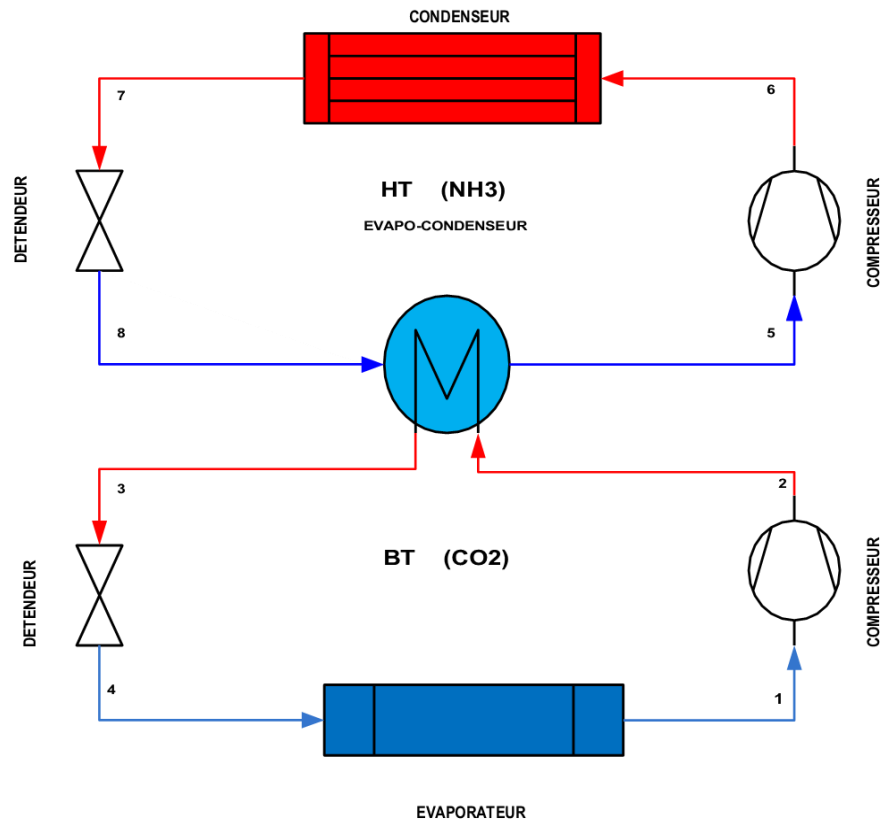 CONDENSEUR
7
6
DETENDEUR
HT (NH3)
EVAPO-CONDENSEUR
COMPRESSEUR
8
5
3
2
DETENDEUR
BT (CO2)
COMPRESSEUR
4
1
EVAPORATEUR